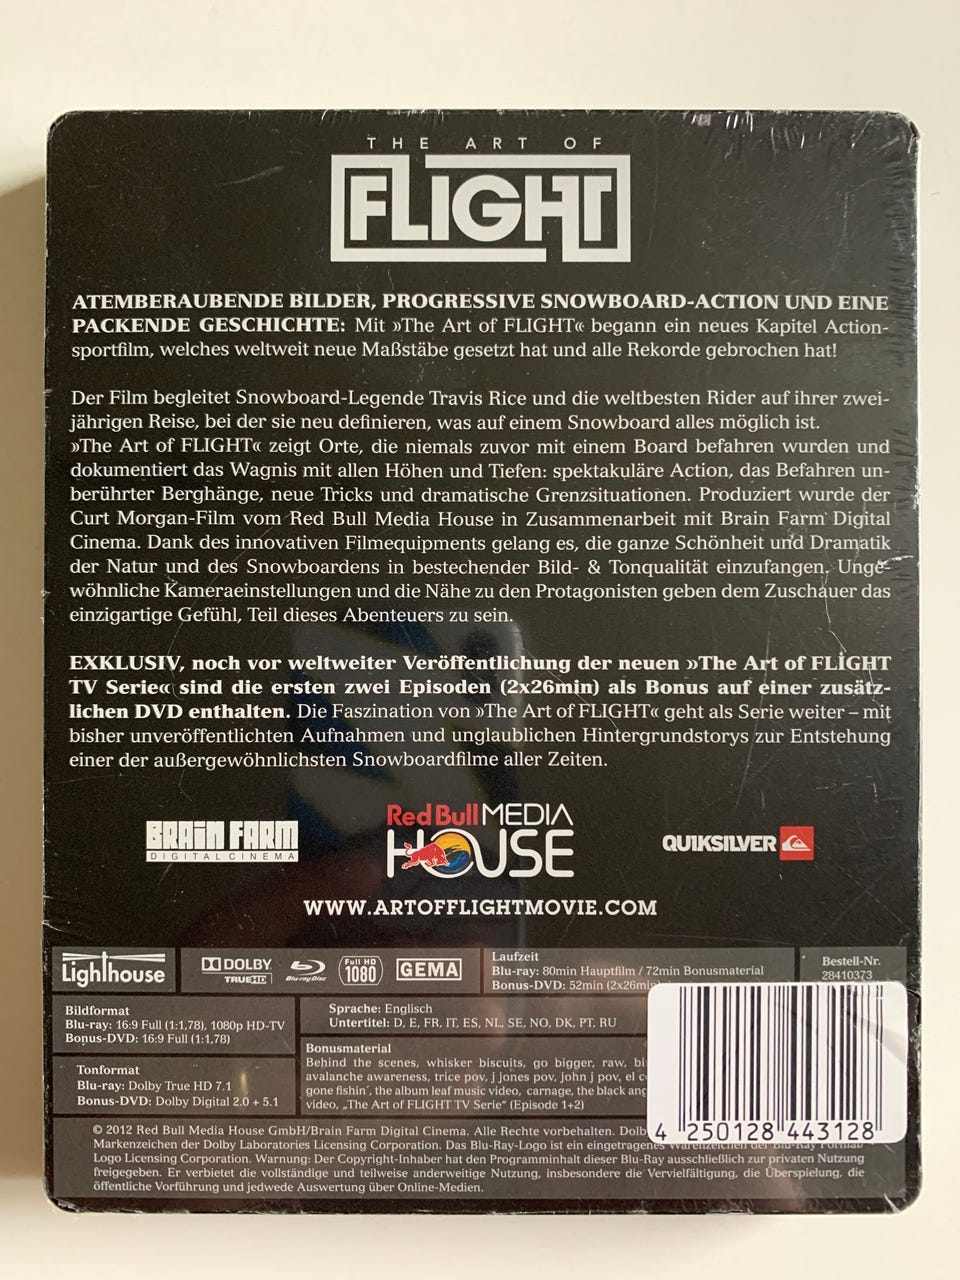 THE ART OF
FLIGHT
ATEMBERAUBENDE BILDER, PROGRESSIVE SNOWBOARD-ACTION UND EINE
PACKENDE GESCHICHTE: Mit »The Art of FLIGHT« begann ein neues Kapitel Action-
sportfilm, welches weltweit neue Maßstäbe gesetzt hat und alle Rekorde gebrochen hat!
Der Film begleitet Snowboard-Legende Travis Rice und die weltbesten Rider auf ihrer zwei-
jährigen Reise, bei der sie neu definieren, was auf einem Snowboard alles möglich ist.
»The Art of FLIGHT« zeigt Orte, die niemals zuvor mit einem Board befahren wurden und
dokumentiert das Wagnis mit allen Höhen und Tiefen: spektakuläre Action, das Befahren un-
berührter Berghänge, neue Tricks und dramatische Grenzsituationen. Produziert wurde der
Curt Morgan-Film vom Red Bull Media House in Zusammenarbeit mit Brain Farm Digital
Cinema. Dank des innovativen Filmequipments gelang es, die ganze Schönheit und Dramatik
der Natur und des Snowboardens in bestechender Bild- & Tonqualität einzufangen. Unge-
wöhnliche Kameraeinstellungen und die Nähe zu den Protagonisten geben dem Zuschauer das
einzigartige Gefühl, Teil dieses Abenteuers zu sein.
EXKLUSIV, noch vor weltweiter Veröffentlichung der neuen »The Art of FLIGHT
TV Serie« sind die ersten zwei Episoden (2x26min) als Bonus auf einer zusätz-
lichen DVD enthalten. Die Faszination von »The Art of FLIGHT« geht als Serie weiter – mit
bisher unveröffentlichten Aufnahmen und unglaublichen Hintergrundstorys zur Entstehung
einer der außergewöhnlichsten Snowboardfilme aller Zeiten.
BRAIN FARM
DIGITAL CINEMA
Red Bull MEDIA
HOUSE
QUIKSILVER
WWW.ARTOFFLIGHTMOVIE.COM
Lighthouse
DOLBY
TRUEHD
Blu-ray Disc
Full HD
1080
GEMA
Laufzeit
Blu-ray: 80min Hauptfilm / 72min Bonusmaterial
Bonus-DVD: 52min (2x26min
Bestell-Nr.
28410373
Bildformat
Blu-ray: 16:9 Full (1:1,78), 1080p HD-TV
Bonus-DVD: 16:9 Full (1:1,78)
Sprache: Englisch
Untertitel: D, E, FR, IT, ES, NL, SE, NO, DK, PT, RU
Tonformat
Blu-ray: Dolby True HD 7.1
Bonus-DVD: Dolby Digital 2.0 + 5.1
Bonusmaterial
Behind the scenes, whisker biscuits, go bigger, raw,
avalanche awareness, trice pov, j jones pov, john j pov, el
gone fishin', the album leaf music video, carnage, the black
video, „The Art of FLIGHT TV Serie“ (Episode 1+2)
4 250128 443128
© 2012 Red Bull Media House GmbH/Brain Farm Digital Cinema. Alle Rechte vorbehalten.
Markenzeichen der Dolby Laboratories Licensing Corporation. Das Blu-Ray-Logo ist ein eingetragenes Warenzeichen der Blu-Ray Format
Logo Licensing Corporation. Warnung: Der Copyright-Inhaber hat den Programminhalt dieser Blu-Ray ausschließlich zur privaten Nutzung
freigegeben. Er verbietet die vollständige und teilweise anderweitige Nutzung, insbesondere die Vervielfältigung, die Überspielung, die
öffentliche Vorführung und jedwede Auswertung über Online-Medien.